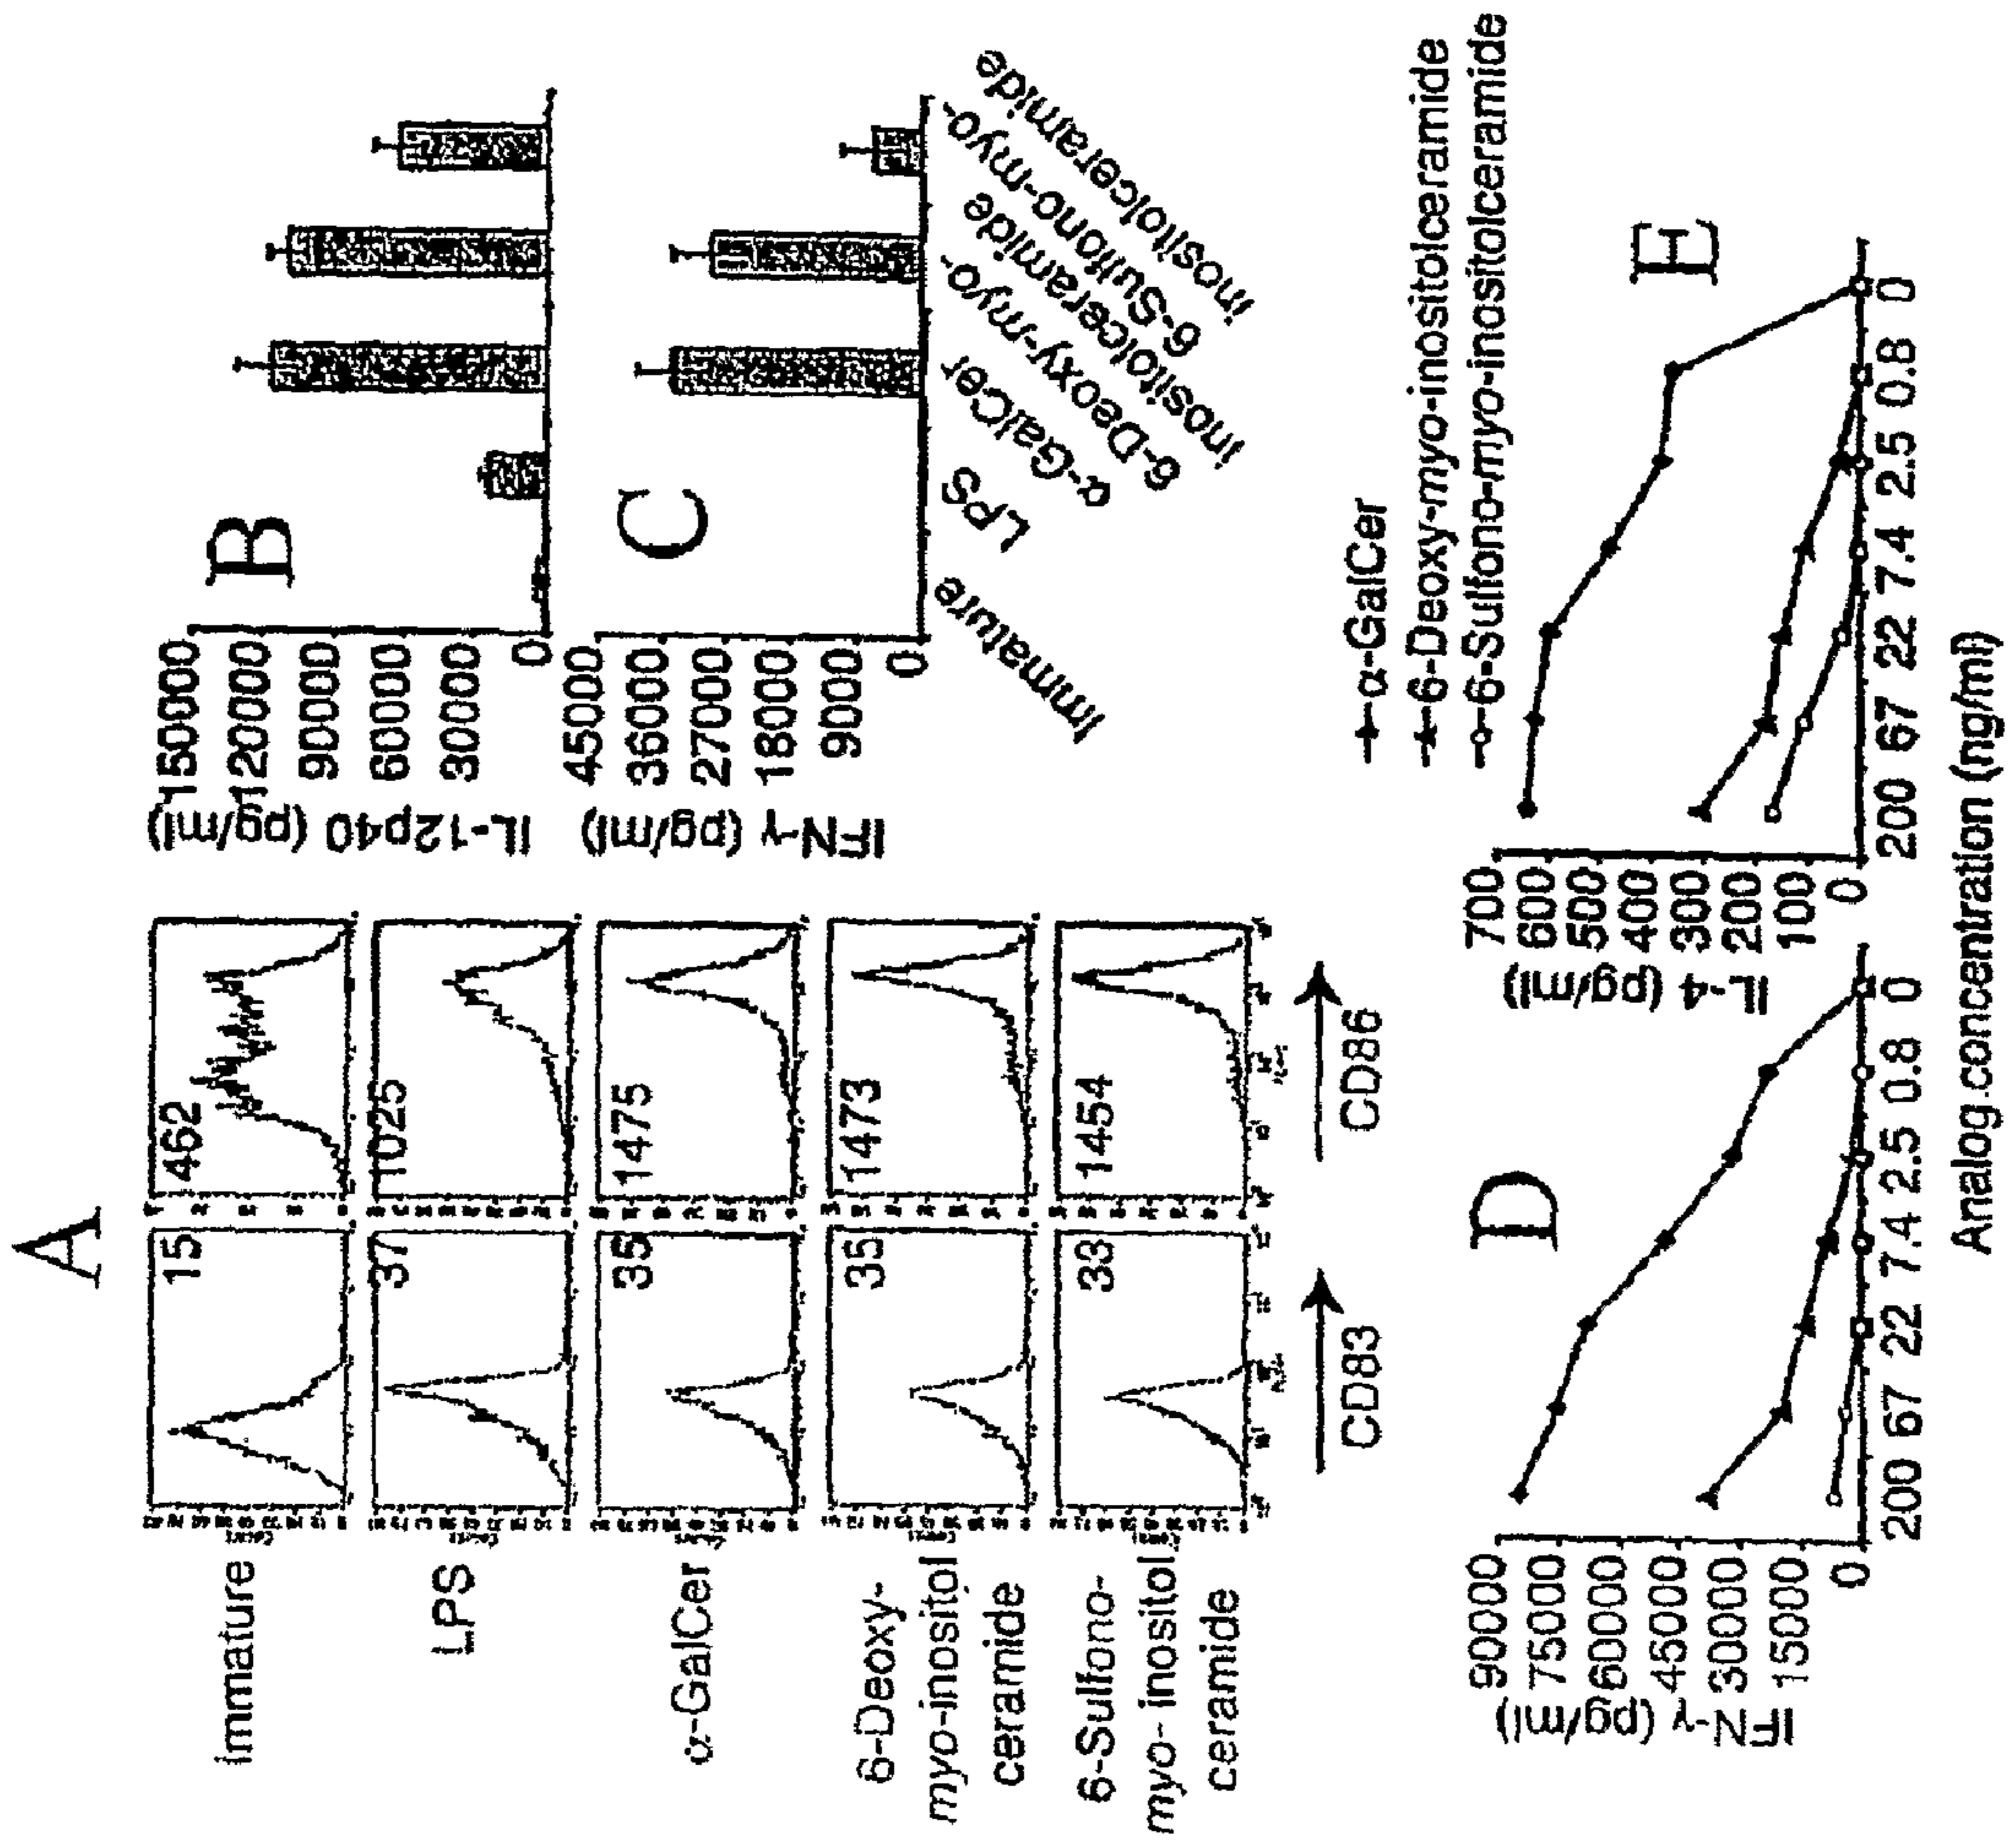 A
immature
15
462
LPS
37
1025
α-GalCer
35
1475
6-Deoxy-
myo-inositol
ceramide
35
1473
6-Sulfono-
myo- inositol
ceramide
33
1454
CD83
CD86
B
IL-12p40 (pg/ml)
150000
120000
90000
60000
30000
0
C
IFN-γ (pg/ml)
45000
36000
27000
18000
9000
0
Immature
LPS
α-GalCer
6-Deoxy-myo-
inositolceramide
6-Sulfono-myo-
inositolceramide
α-GalCer
6-Deoxy-myo-inositolceramide
6-Sulfono-myo-inositolceramide
D
IFN-γ (pg/ml)
90000
75000
60000
45000
30000
15000
0
200 67 22 7.4 2.5 0.8 0
E
IL-4 (pg/ml)
700
600
500
400
300
200
100
0
200 67 22 7.4 2.5 0.8 0
Analog concentration (ng/ml)